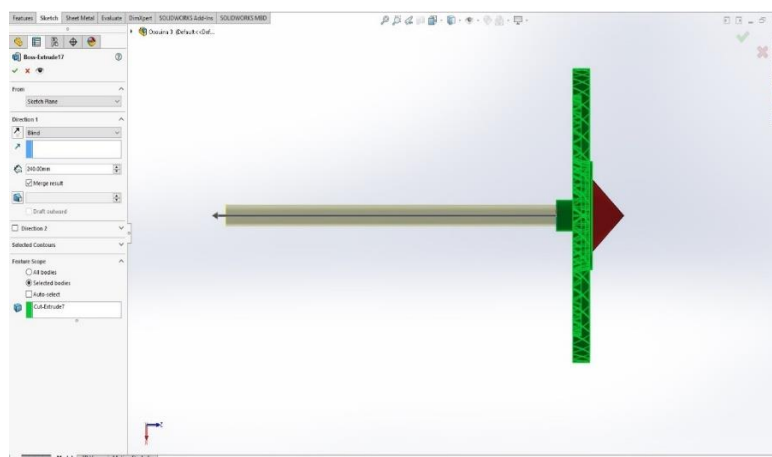 Features Sketch Sheet Metal Evaluate DimXpert SOLIDWORKS Add-Ins SOLIDWORKS MBD
Boss-Extrude17
From
Sketch Plane
Direction 1
Blind
240.00mm
Merge result
Draft outward
Direction 2
Selected Contours
Feature Scope
All bodies
Selected bodies
Auto-select
Cut-Extrude7